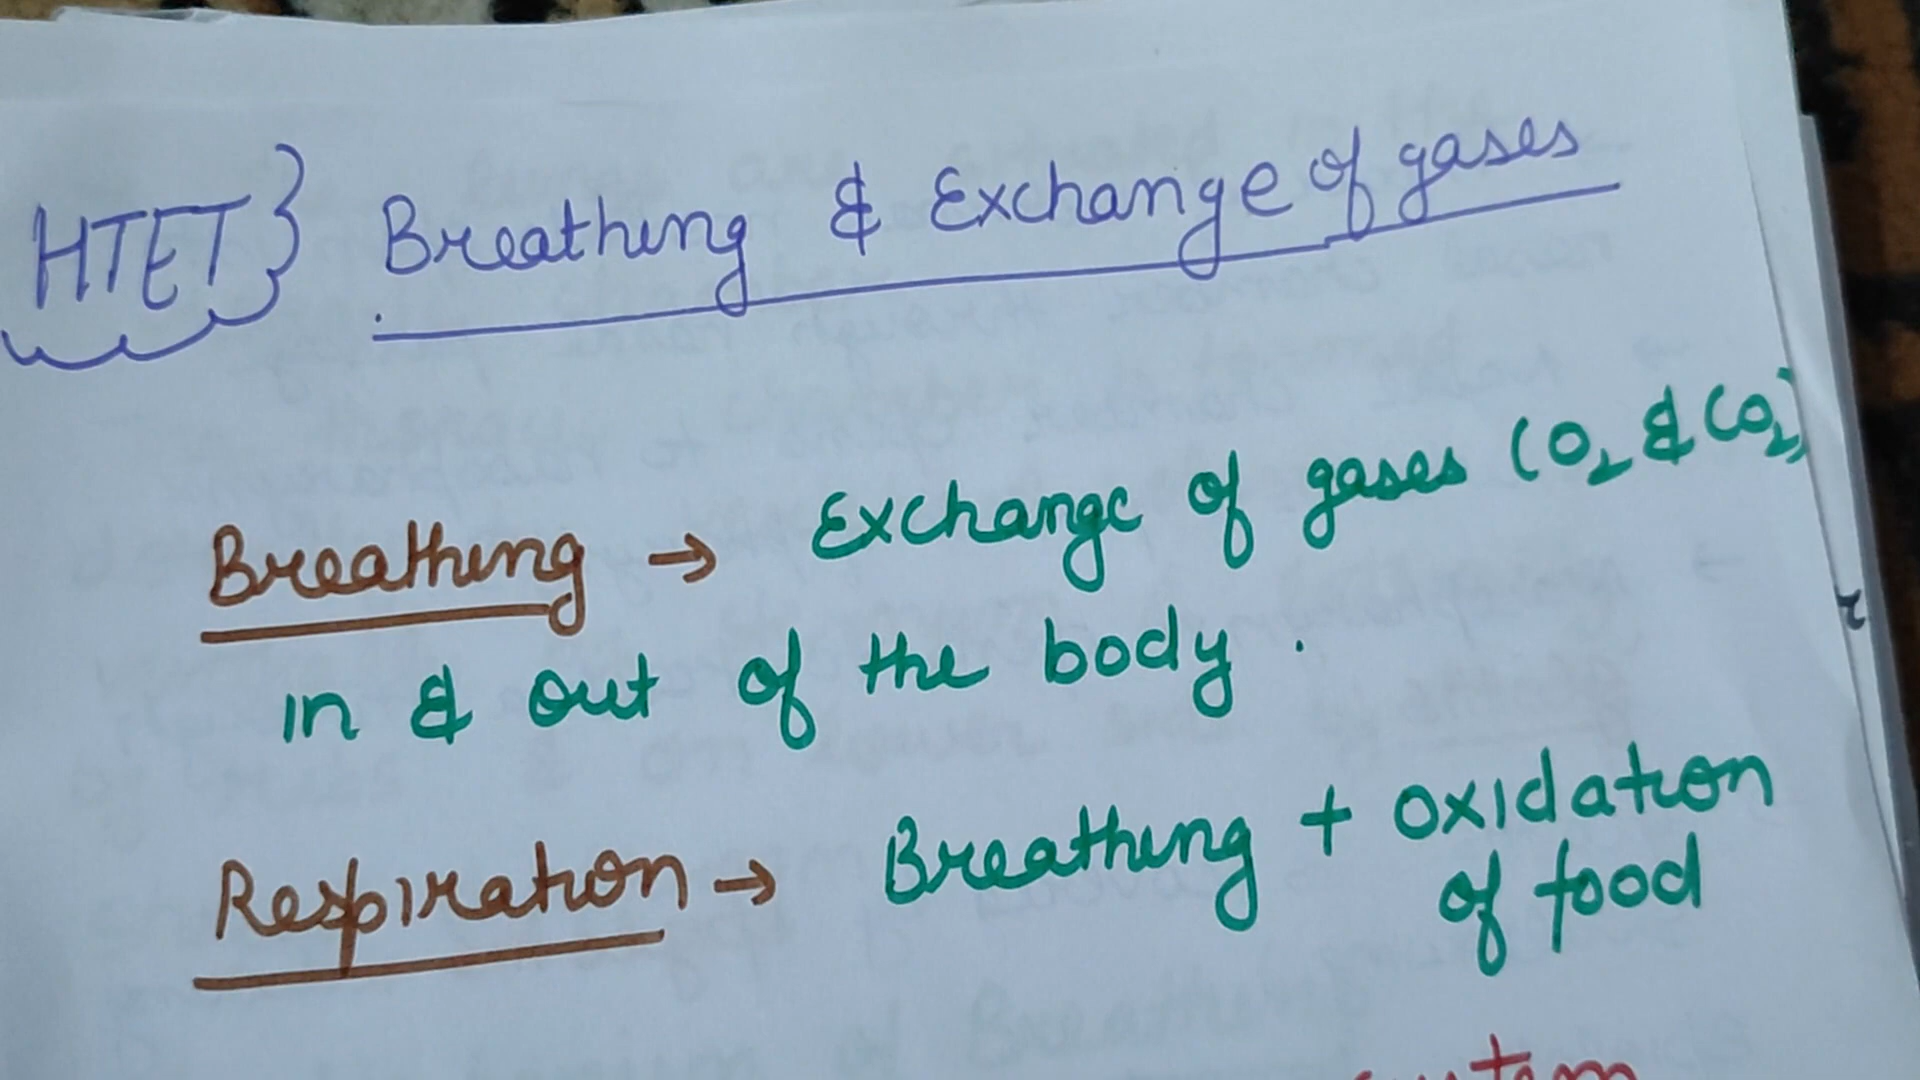 HTET} Breathing & Exchange of gases
Breathing → Exchange of gases (O₂ & CO₂)
in & out of the body .
Respiration → Breathing + oxidation
of food